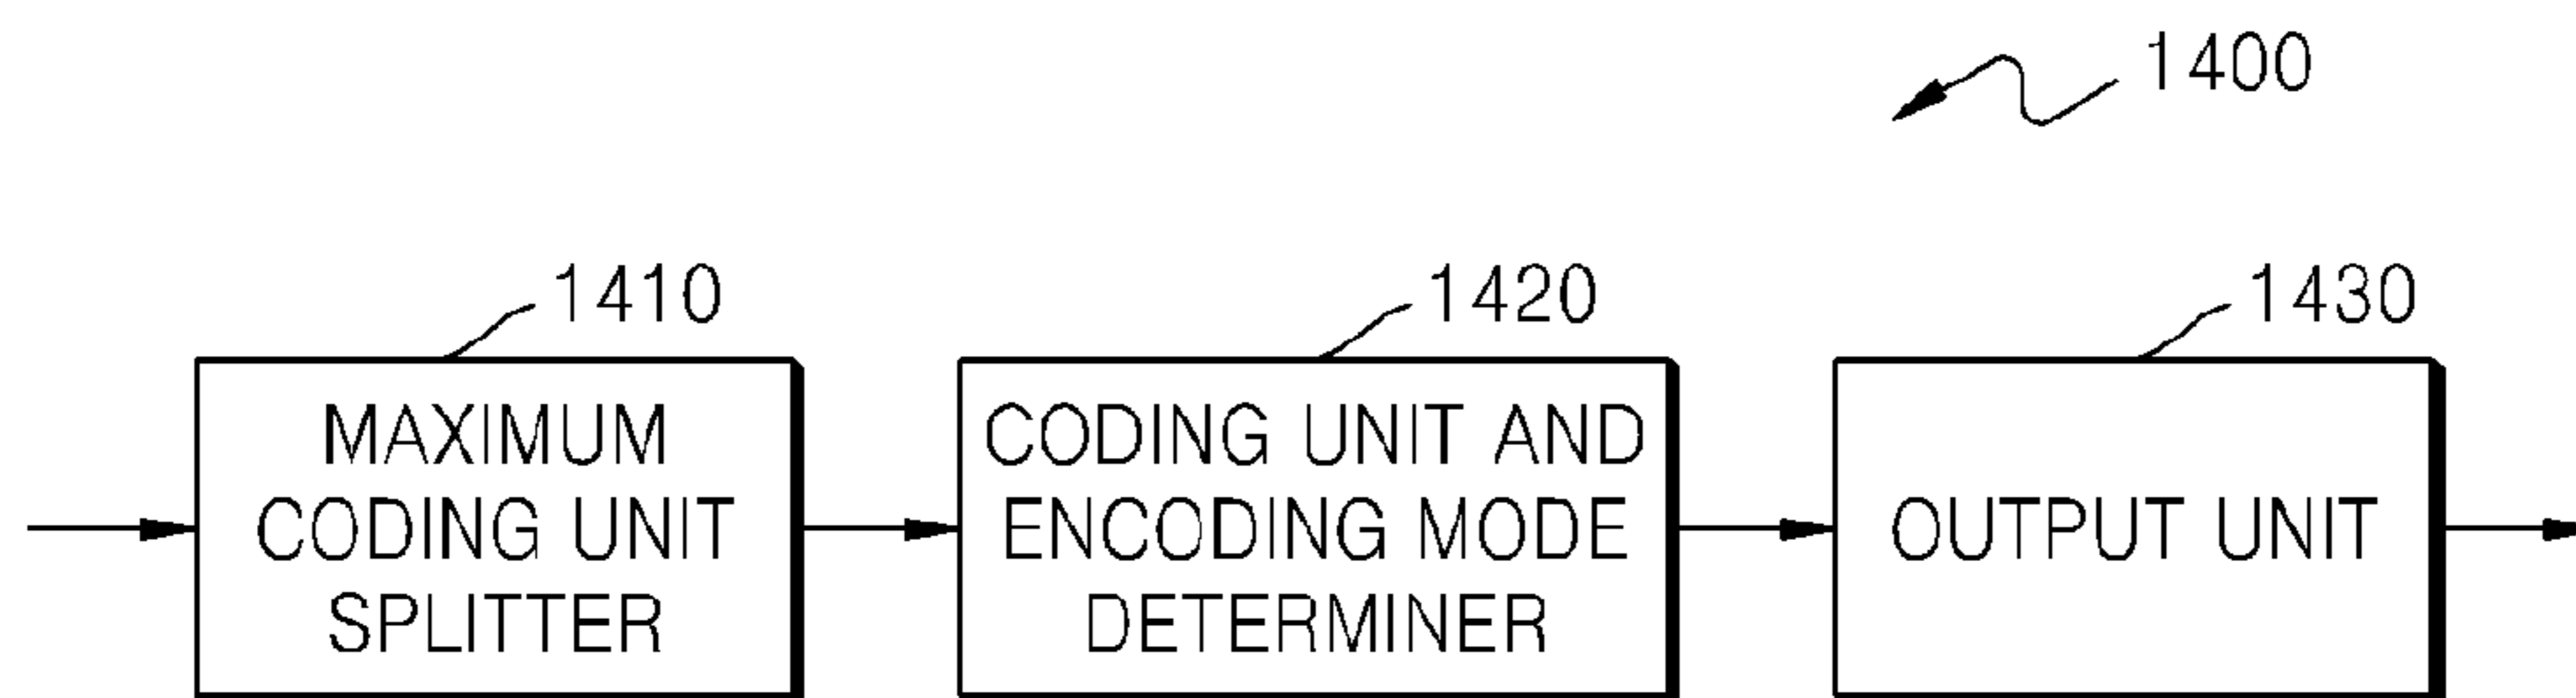 1400
1410
MAXIMUM
CODING UNIT
SPLITTER
1420
CODING UNIT AND
ENCODING MODE
DETERMINER
1430
OUTPUT UNIT